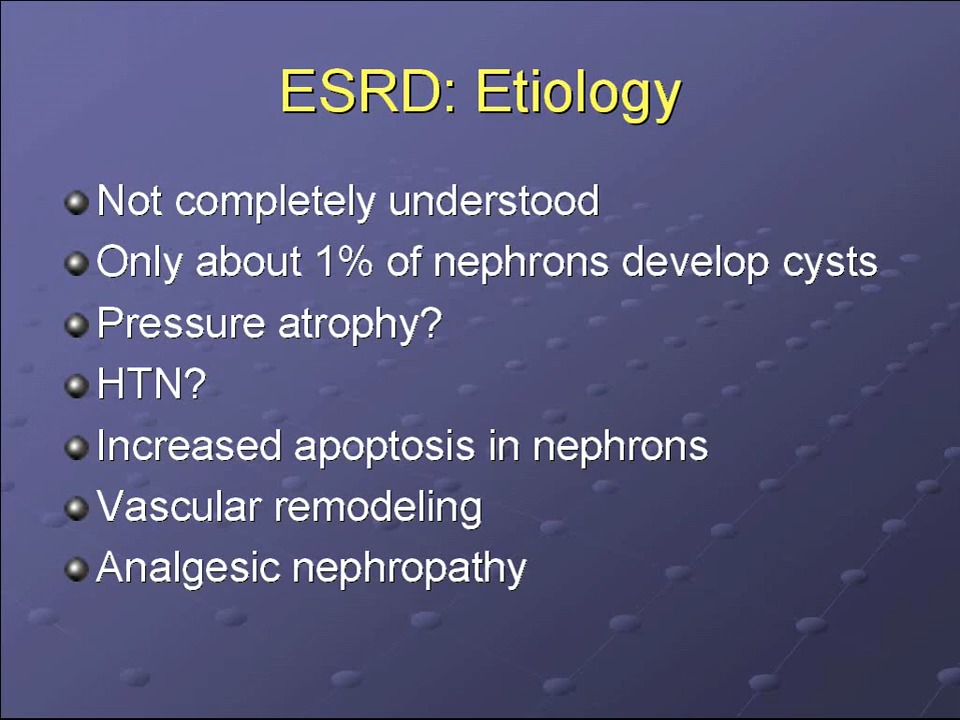 ESRD: Etiology
Not completely understood
Only about 1% of nephrons develop cysts
Pressure atrophy?
HTN?
Increased apoptosis in nephrons
Vascular remodeling
Analgesic nephropathy